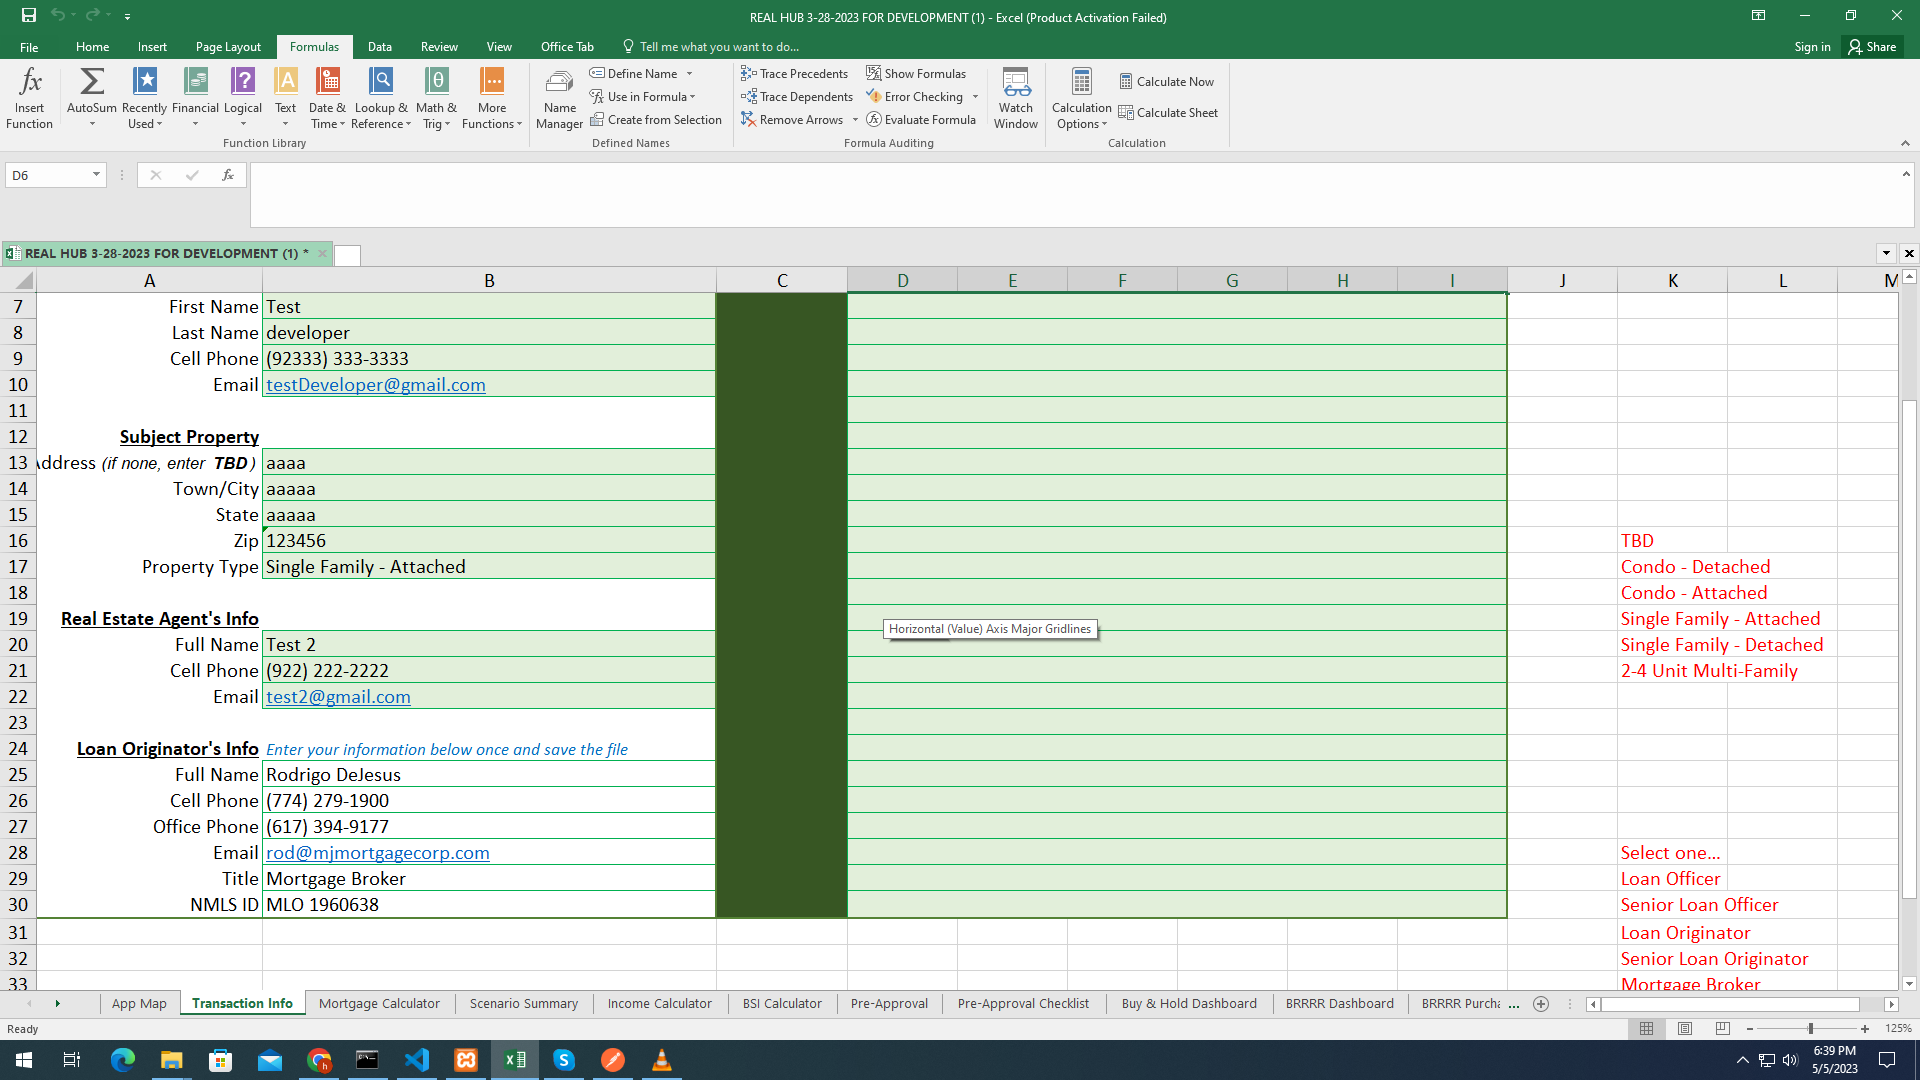 REAL HUB 3-28-2023 FOR DEVELOPMENT (1) - Excel (Product Activation Failed)
File Home Insert Page Layout Formulas Data Review View Office Tab Tell me what you want to do... Sign in Share
Insert Function
AutoSum
Recently Used
Financial
Logical
Text
Date & Time
Lookup & Reference
Math & Trig
More Functions
Function Library
Name Manager
Define Name
Use in Formula
Create from Selection
Defined Names
Trace Precedents
Trace Dependents
Remove Arrows
Show Formulas
Error Checking
Evaluate Formula
Formula Auditing
Watch Window
Calculation Options
Calculate Now
Calculate Sheet
Calculation
D6 fx
REAL HUB 3-28-2023 FOR DEVELOPMENT (1) *
A B C D E F G H I J K L M
7 First Name Test
8 Last Name developer
9 Cell Phone (92333) 333-3333
10 Email testDeveloper@gmail.com
11
12 Subject Property
13 Address (if none, enter TBD) aaaa
14 Town/City aaaaa
15 State aaaaa
16 Zip 123456 TBD
17 Property Type Single Family - Attached Condo - Detached
18 Condo - Attached
19 Real Estate Agent's Info Single Family - Attached
Horizontal (Value) Axis Major Gridlines
20 Full Name Test 2 Single Family - Detached
21 Cell Phone (922) 222-2222 2-4 Unit Multi-Family
22 Email test2@gmail.com
23
24 Loan Originator's Info Enter your information below once and save the file
25 Full Name Rodrigo DeJesus
26 Cell Phone (774) 279-1900
27 Office Phone (617) 394-9177
28 Email rod@mjmortgagecorp.com Select one...
29 Title Mortgage Broker Loan Officer
30 NMLS ID MLO 1960638 Senior Loan Officer
31 Loan Originator
32 Senior Loan Originator
33 Mortgage Broker
App Map Transaction Info Mortgage Calculator Scenario Summary Income Calculator BSI Calculator Pre-Approval Pre-Approval Checklist Buy & Hold Dashboard BRRRR Dashboard BRRRR Purcha ...
Ready 125%
6:39 PM
5/5/2023